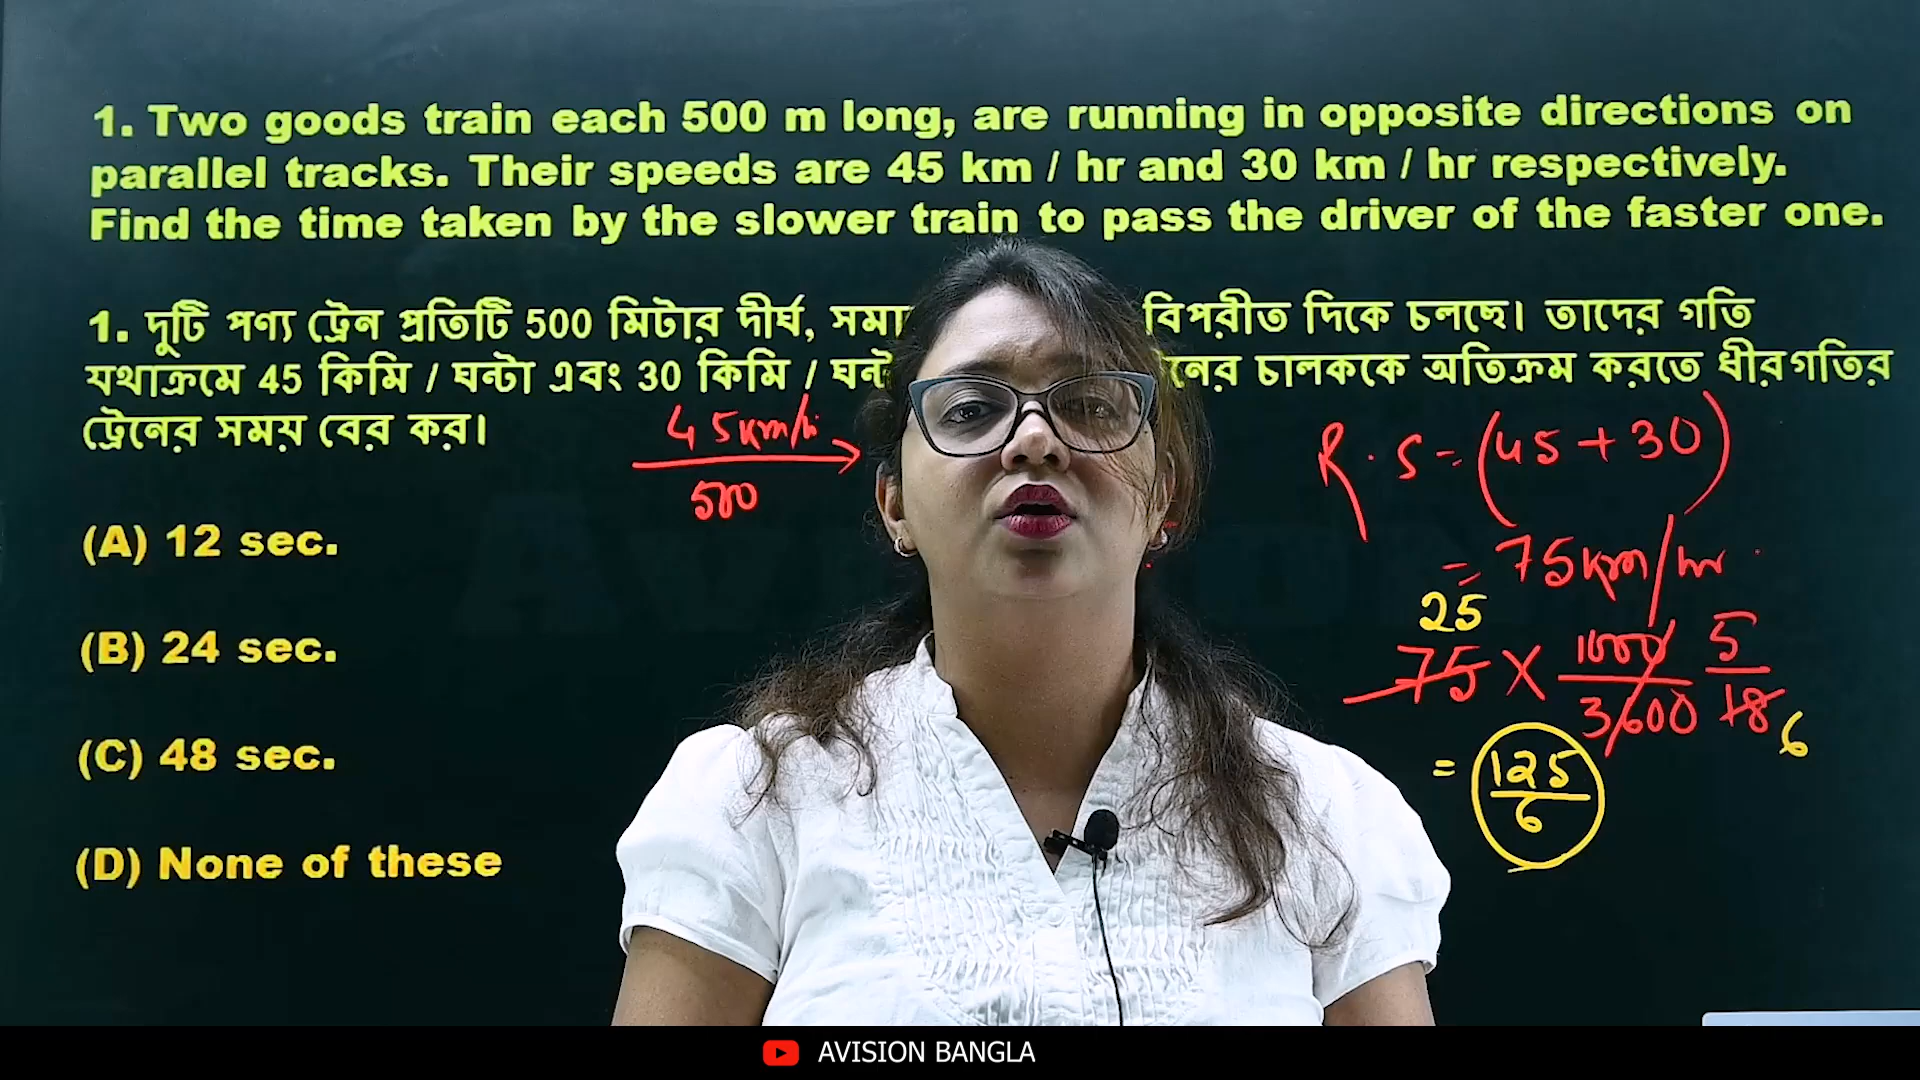 1. Two goods train each 500 m long, are running in opposite directions on
parallel tracks. Their speeds are 45 km / hr and 30 km / hr respectively.
Find the time taken by the slower train to pass the driver of the faster one.
1. দুটি পণ্য ট্রেন প্রতিটি 500 মিটার দীর্ঘ, বিপরীত দিকে চলছে। তাদের গতি
যথাক্রমে 45 কিমি / ঘন্টা এবং 30 কিমি / চালককে অতিক্রম করতে ধীরগতির
ট্রেনের সময় বের কর।
45km/h
500
R.S = (45 + 30)
= 75km/hr
25
75 X 1000/3600 5/18 6
= 125/6
(A) 12 sec.
(B) 24 sec.
(C) 48 sec.
(D) None of these
AVISION BANGLA